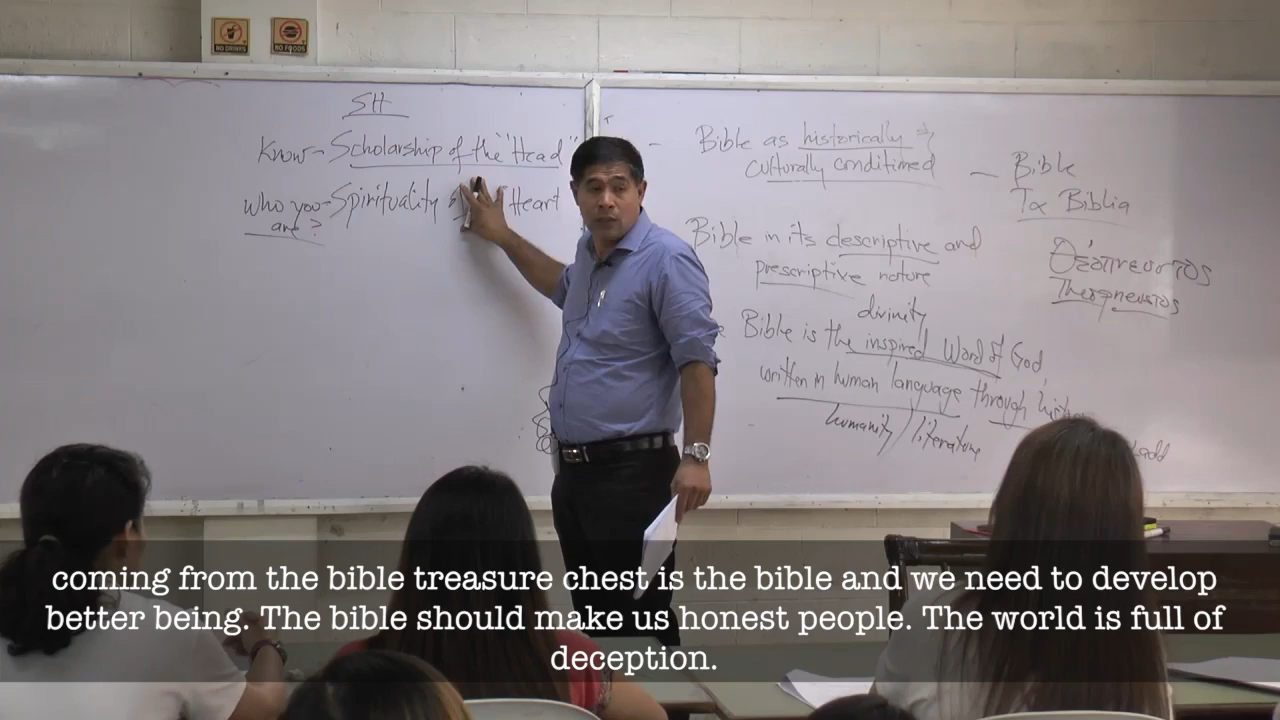 NO DRINKS
NO FOODS
SH
Know - Scholarship of the "Head"
who you - Spirituality Heart
are?
Bible as historically &
culturally conditioned
Bible
Ta Biblia
Bible in its descriptive and
prescriptive nature
Θεόπνευστος
Theopneustos
divinity
Bible is the inspired Word of God
written in human language through
humanity / literature
coming from the bible treasure chest is the bible and we need to develop
better being. The bible should make us honest people. The world is full of
deception.